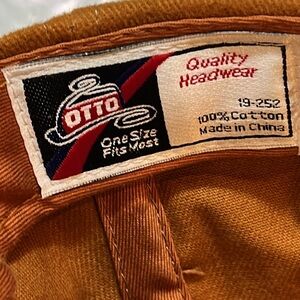 OTTO
One Size
Fits Most
Quality
Headwear
19-252
100% Cotton
Made in China